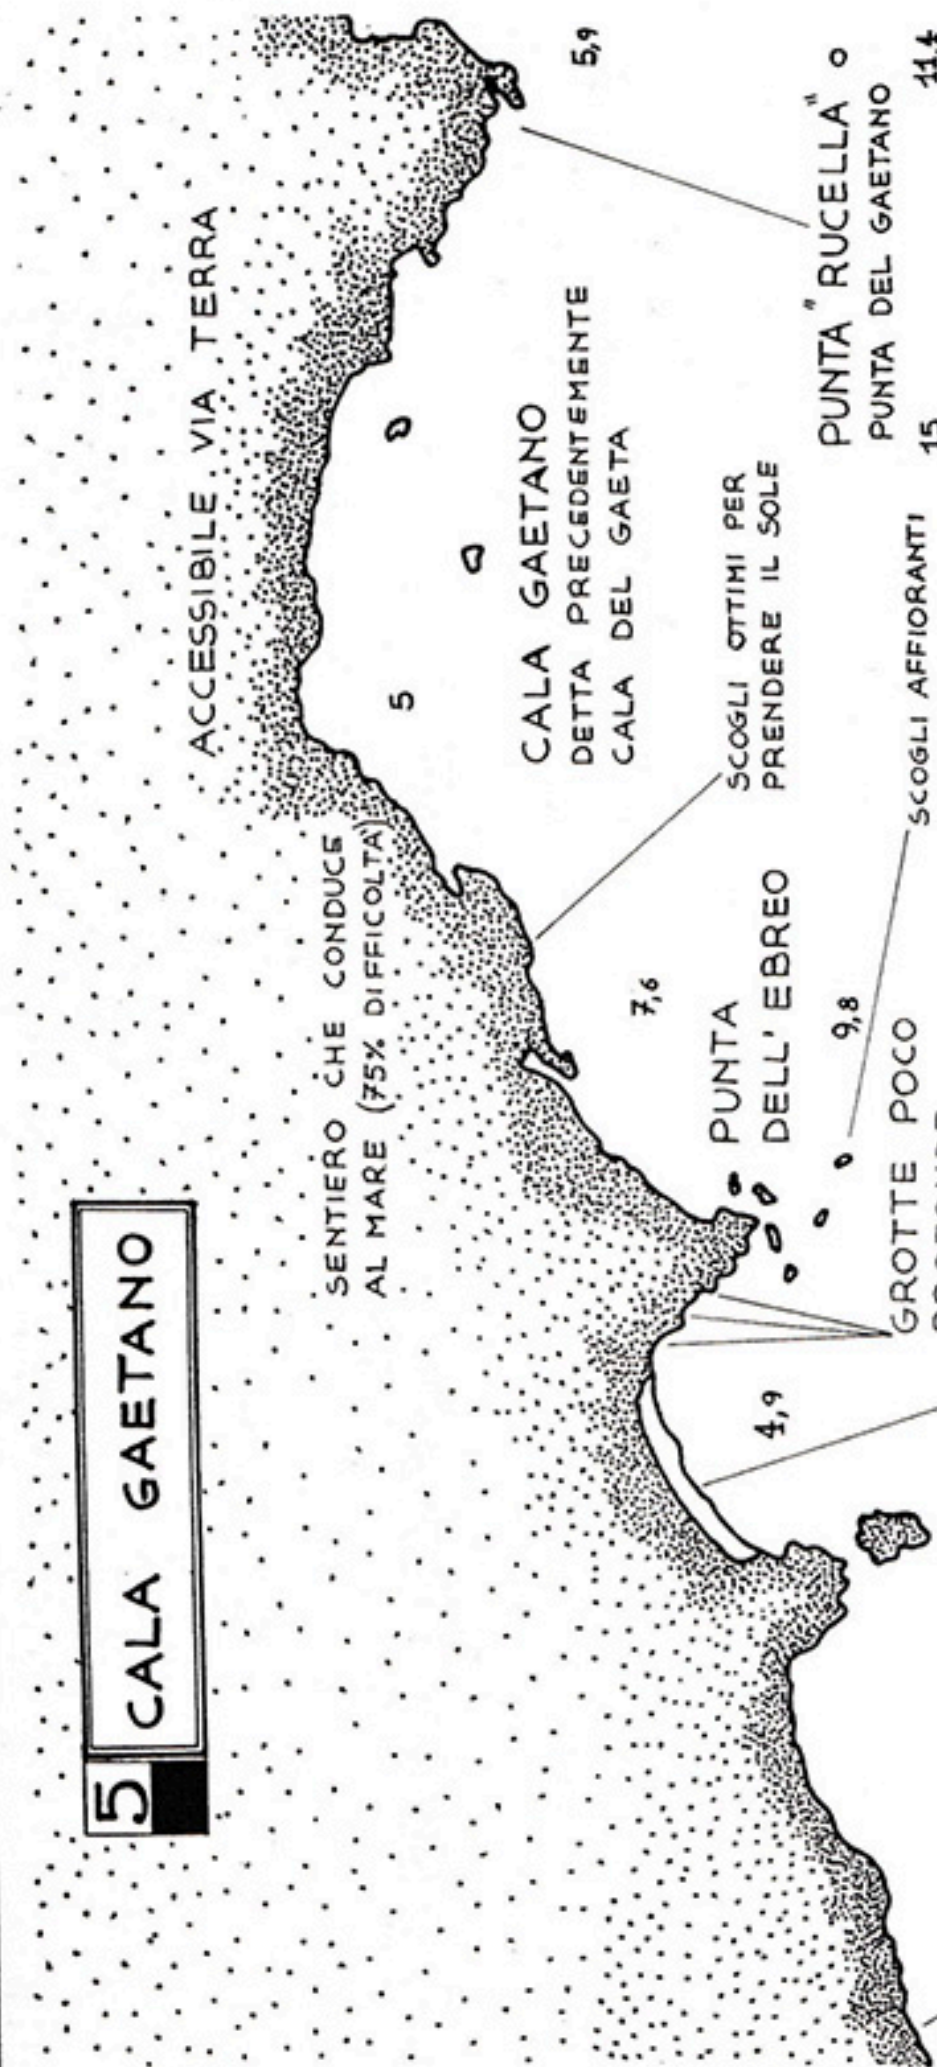 5
CALA GAETANO
ACCESSIBILE VIA TERRA
SENTIERO CHE CONDUCE
AL MARE (75% DIFFICOLTÀ)
5
5,9
CALA GAETANO
DETTA PRECEDENTEMENTE
CALA DEL GAETA
7,6
SCOGLI OTTIMI PER
PRENDERE IL SOLE
PUNTA
DELL'EBREO
4,9
9,8
PUNTA "RUCELLA" O
PUNTA DEL GAETANO
GROTTE POCO
SCOGLI AFFIORANTI
15